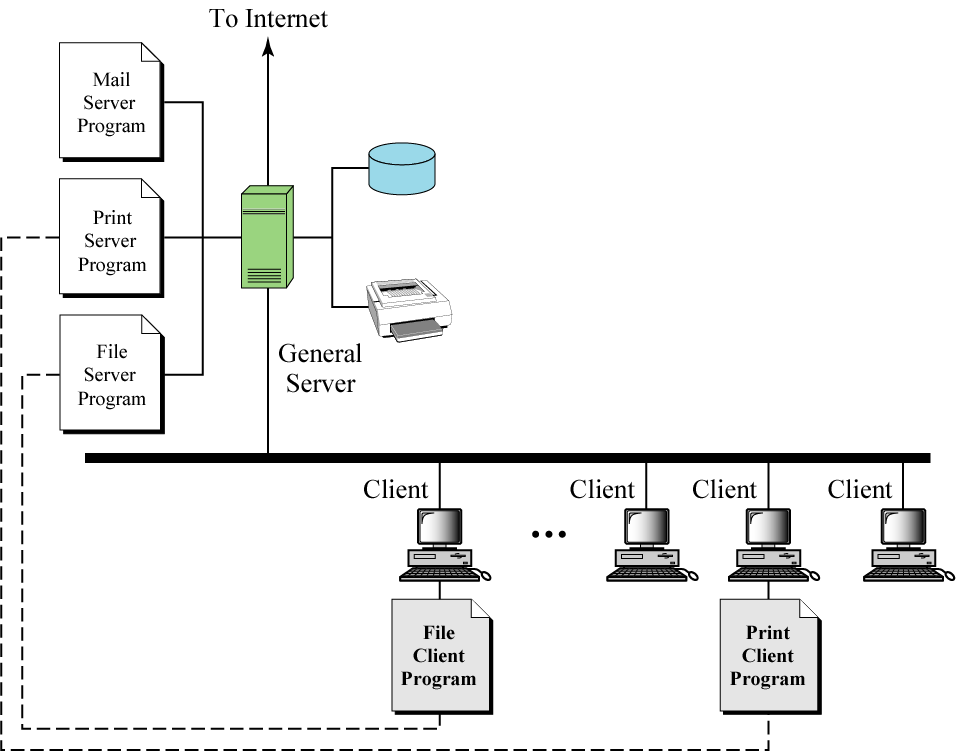 To Internet
Mail
Server
Program
Print
Server
Program
File
Server
Program
General
Server
Client
Client
Client
Client
File
Client
Program
Print
Client
Program